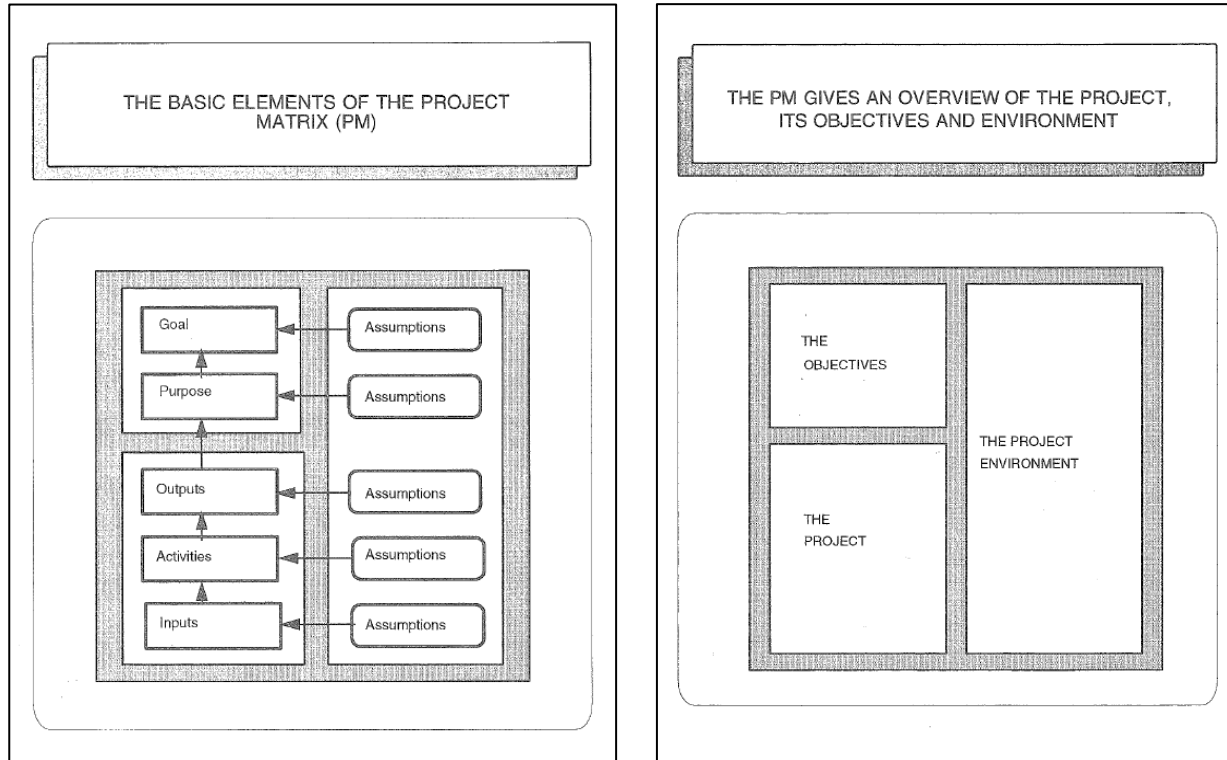 THE BASIC ELEMENTS OF THE PROJECT
MATRIX (PM)
Goal
Assumptions
Purpose
Assumptions
Outputs
Assumptions
Activities
Assumptions
Inputs
Assumptions
THE PM GIVES AN OVERVIEW OF THE PROJECT,
ITS OBJECTIVES AND ENVIRONMENT
THE
OBJECTIVES
THE PROJECT
ENVIRONMENT
THE
PROJECT